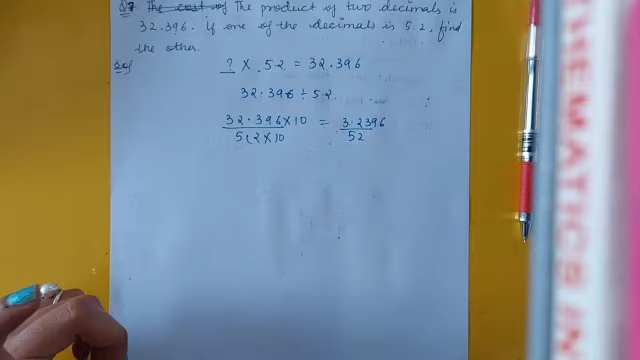 Q7 The cost of The product of two decimals is
32.396. if one of the decimals is 5.2, find
the other.
Sol
? × 5.2 = 32.396
32.396 ÷ 5.2
32.396 × 10 = 3.2396
5.2 × 10 52
THEMATICS IN